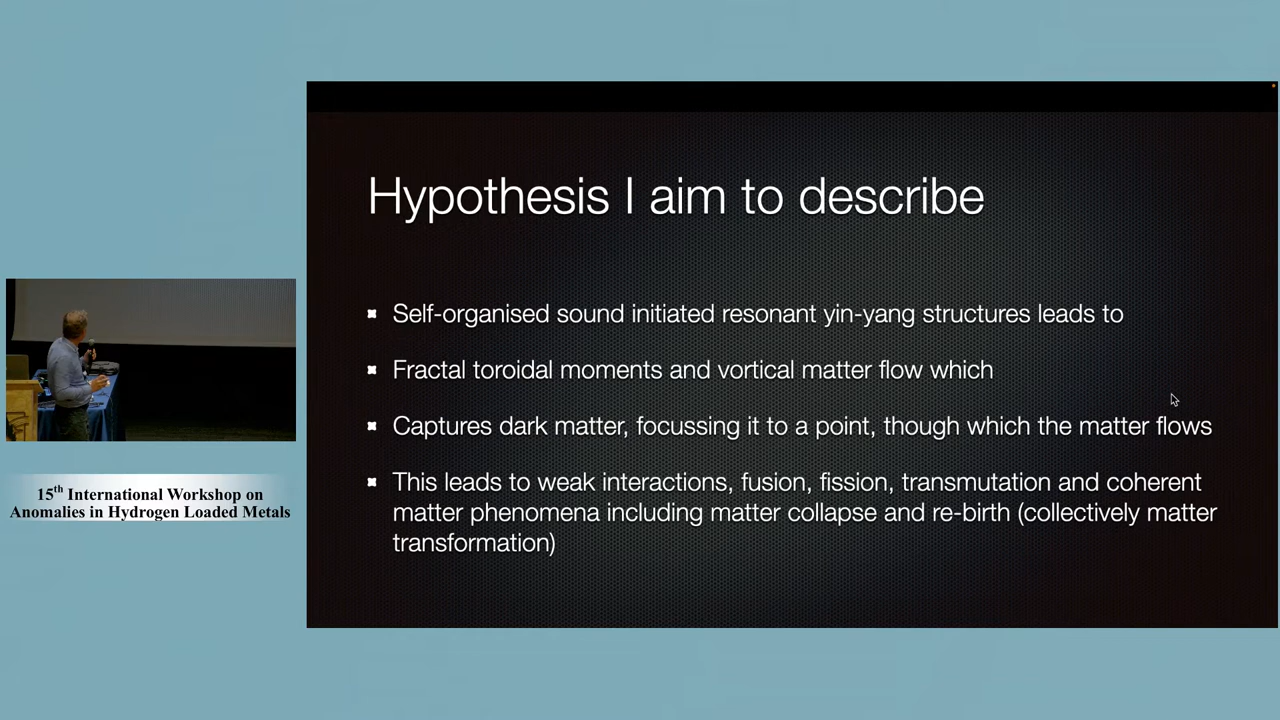 Hypothesis I aim to describe
Self-organised sound initiated resonant yin-yang structures leads to
Fractal toroidal moments and vortical matter flow which
Captures dark matter, focussing it to a point, though which the matter flows
This leads to weak interactions, fusion, fission, transmutation and coherent
matter phenomena including matter collapse and re-birth (collectively matter
transformation)
15th International Workshop on
Anomalies in Hydrogen Loaded Metals